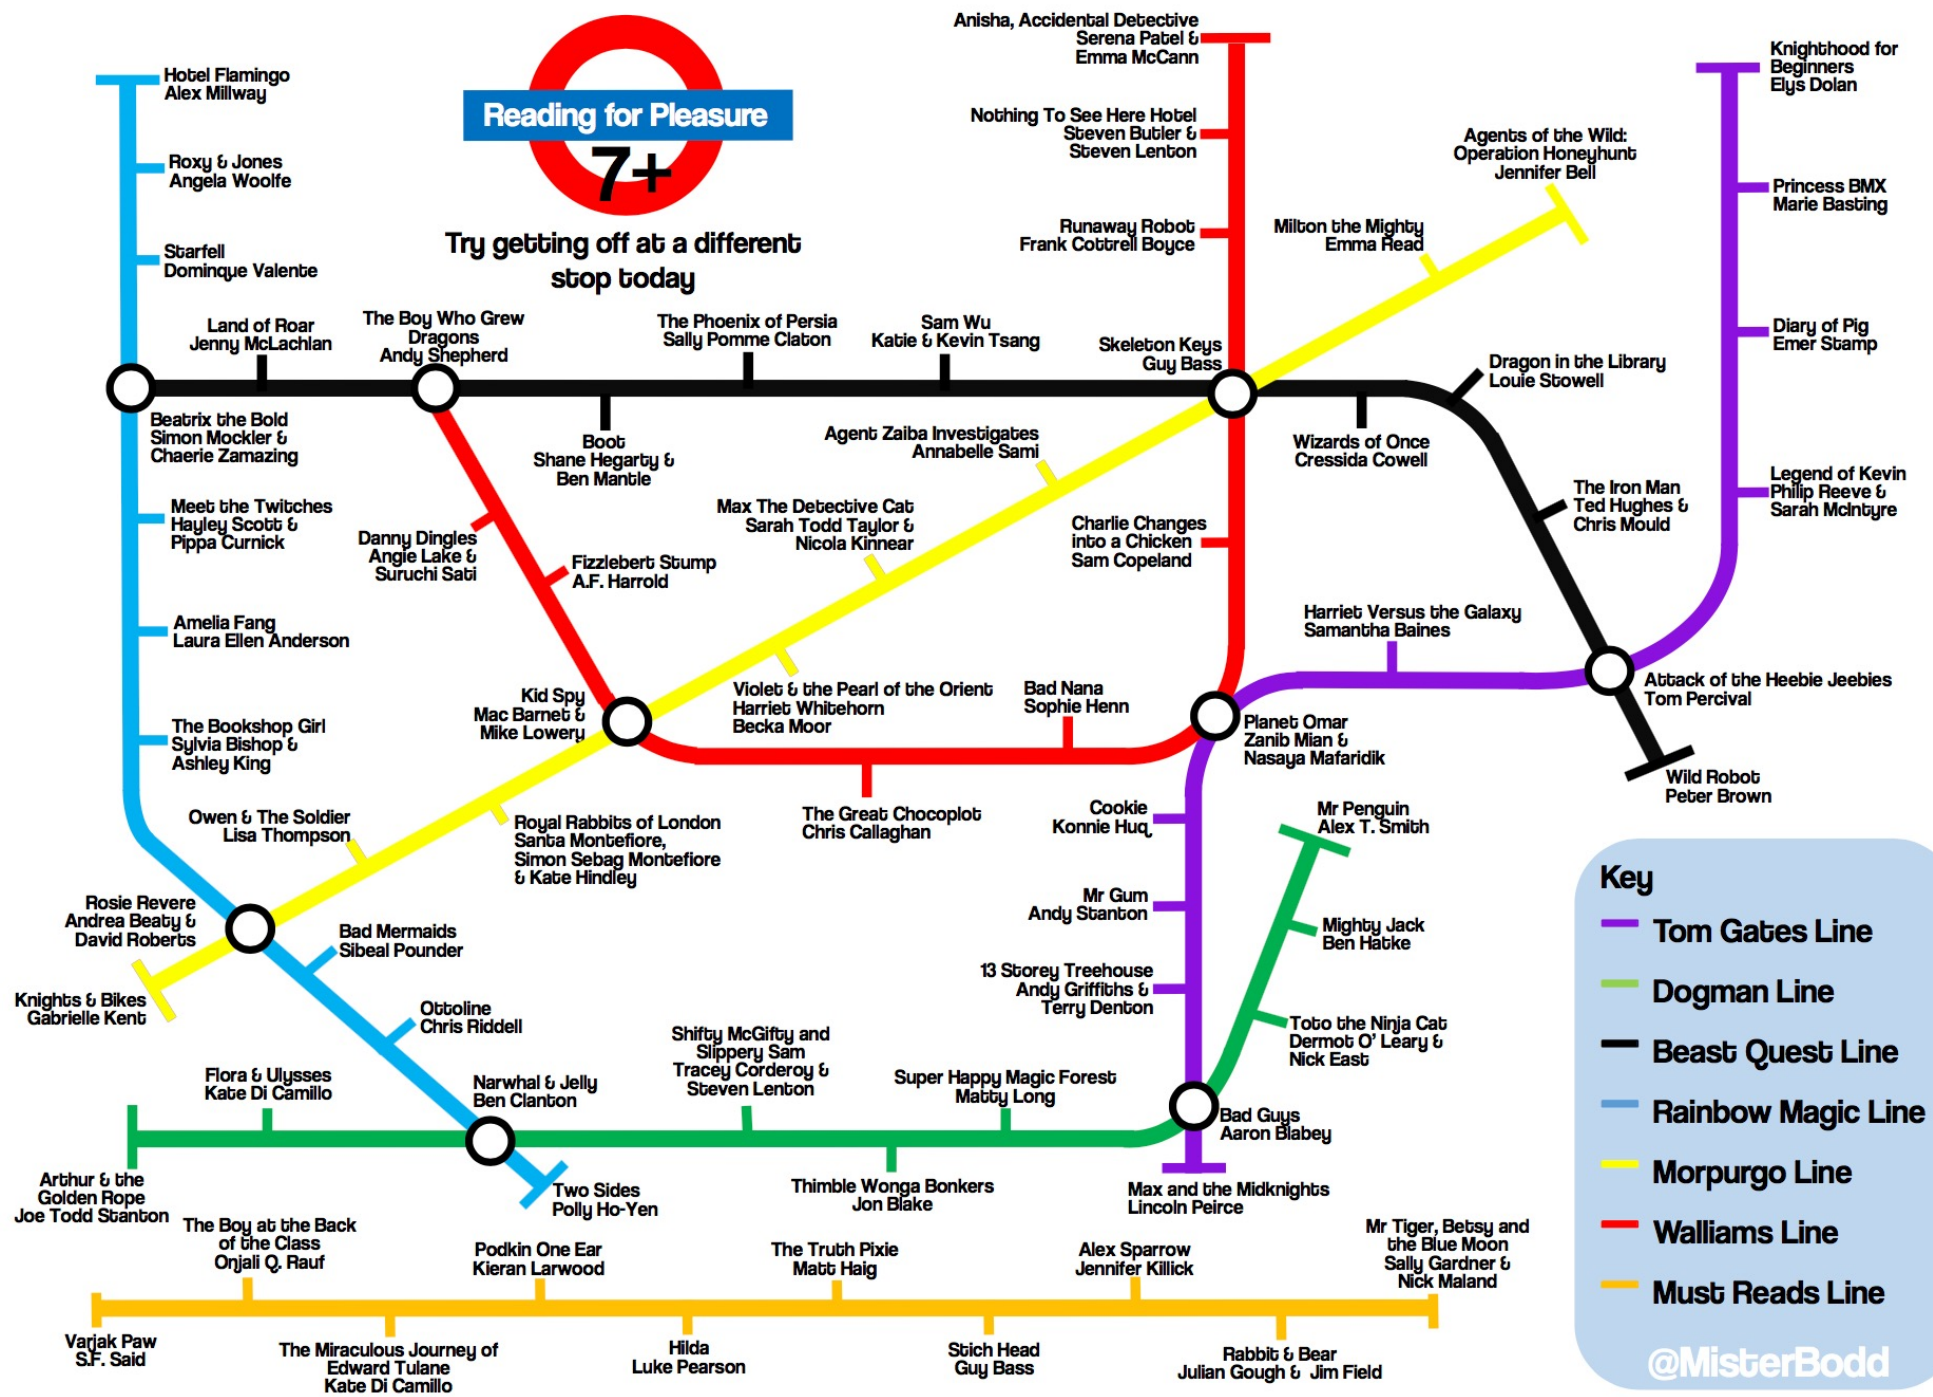 Reading for Pleasure
7+
Try getting off at a different
stop today
Hotel Flamingo
Alex Millway
Roxy & Jones
Angela Woolfe
Starfell
Dominque Valente
Beatrix the Bold
Simon Mockler &
Chaerie Zamazing
Meet the Twitches
Hayley Scott &
Pippa Curnick
Amelia Fang
Laura Ellen Anderson
The Bookshop Girl
Sylvia Bishop &
Ashley King
Rosie Revere
Andrea Beaty &
David Roberts
Bad Mermaids
Sibeal Pounder
Ottoline
Chris Riddell
Narwhal & Jelly
Ben Clanton
Two Sides
Polly Ho-Yen
Land of Roar
Jenny McLachlan
The Boy Who Grew
Dragons
Andy Shepherd
Boot
Shane Hegarty &
Ben Mantle
The Phoenix of Persia
Sally Pomme Claton
Sam Wu
Katie & Kevin Tsang
Skeleton Keys
Guy Bass
Wizards of Once
Cressida Cowell
Dragon in the Library
Louie Stowell
The Iron Man
Ted Hughes &
Chris Mould
Attack of the Heebie Jeebies
Tom Percival
Wild Robot
Peter Brown
Anisha, Accidental Detective
Serena Patel &
Emma McCann
Nothing To See Here Hotel
Steven Butler &
Steven Lenton
Runaway Robot
Frank Cottrell Boyce
Charlie Changes
into a Chicken
Sam Copeland
Planet Omar
Zanib Mian &
Nasaya Mafaridik
Bad Nana
Sophie Henn
The Great Chocoplot
Chris Callaghan
Kid Spy
Mac Barnet &
Mike Lowery
Fizzlebert Stump
A.F. Harrold
Danny Dingles
Angie Lake &
Suruchi Sati
Agents of the Wild:
Operation Honeyhunt
Jennifer Bell
Milton the Mighty
Emma Read
Agent Zaiba Investigates
Annabelle Sami
Max The Detective Cat
Sarah Todd Taylor &
Nicola Kinnear
Violet & the Pearl of the Orient
Harriet Whitehorn
Becka Moor
Royal Rabbits of London
Santa Montefiore,
Simon Sebag Montefiore
& Kate Hindley
Owen & The Soldier
Lisa Thompson
Knights & Bikes
Gabrielle Kent
Knighthood for
Beginners
Elys Dolan
Princess BMX
Marie Basting
Diary of Pig
Emer Stamp
Legend of Kevin
Philip Reeve &
Sarah McIntyre
Harriet Versus the Galaxy
Samantha Baines
Cookie
Konnie Huq
Mr Gum
Andy Stanton
13 Storey Treehouse
Andy Griffiths &
Terry Denton
Bad Guys
Aaron Blabey
Max and the Midknights
Lincoln Peirce
Mr Penguin
Alex T. Smith
Mighty Jack
Ben Hatke
Toto the Ninja Cat
Dermot O' Leary &
Nick East
Super Happy Magic Forest
Matty Long
Thimble Wonga Bonkers
Jon Blake
Shifty McGifty and
Slippery Sam
Tracey Corderoy &
Steven Lenton
Flora & Ulysses
Kate Di Camillo
Arthur & the
Golden Rope
Joe Todd Stanton
Varjak Paw
S.F. Said
The Boy at the Back
of the Class
Onjali Q. Rauf
The Miraculous Journey of
Edward Tulane
Kate Di Camillo
Podkin One Ear
Kieran Larwood
Hilda
Luke Pearson
The Truth Pixie
Matt Haig
Stich Head
Guy Bass
Alex Sparrow
Jennifer Killick
Rabbit & Bear
Julian Gough & Jim Field
Mr Tiger, Betsy and
the Blue Moon
Sally Gardner &
Nick Maland
Key
Tom Gates Line
Dogman Line
Beast Quest Line
Rainbow Magic Line
Morpurgo Line
Walliams Line
Must Reads Line
@MisterBodd